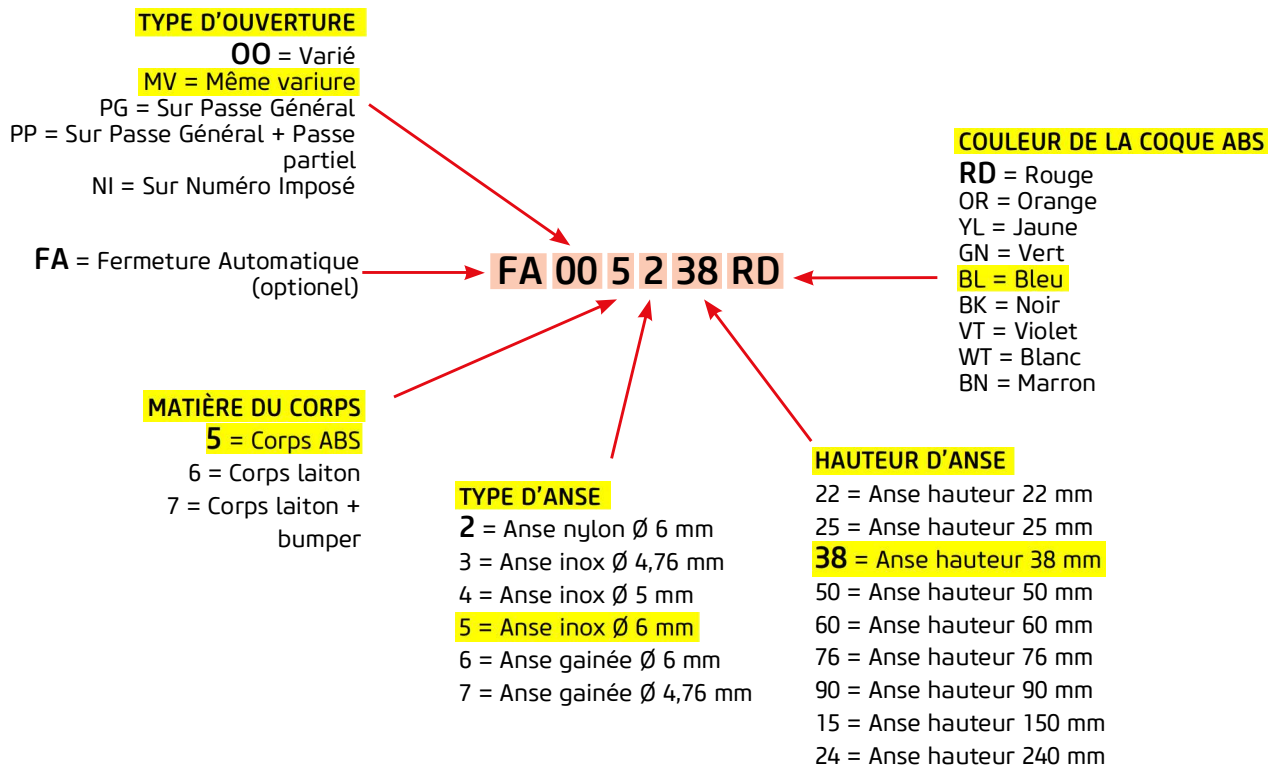 TYPE D'OUVERTURE
OO = Varié
MV = Même variure
PG = Sur Passe Général
PP = Sur Passe Général + Passe
partiel
NI = Sur Numéro Imposé
FA = Fermeture Automatique
(optionel)
FA 00 5 2 38 RD
COULEUR DE LA COQUE ABS
RD = Rouge
OR = Orange
YL = Jaune
GN = Vert
BL = Bleu
BK = Noir
VT = Violet
WT = Blanc
BN = Marron
MATIÈRE DU CORPS
5 = Corps ABS
6 = Corps laiton
7 = Corps laiton +
bumper
TYPE D'ANSE
2 = Anse nylon Ø 6 mm
3 = Anse inox Ø 4,76 mm
4 = Anse inox Ø 5 mm
5 = Anse inox Ø 6 mm
6 = Anse gainée Ø 6 mm
7 = Anse gainée Ø 4,76 mm
HAUTEUR D'ANSE
22 = Anse hauteur 22 mm
25 = Anse hauteur 25 mm
38 = Anse hauteur 38 mm
50 = Anse hauteur 50 mm
60 = Anse hauteur 60 mm
76 = Anse hauteur 76 mm
90 = Anse hauteur 90 mm
15 = Anse hauteur 150 mm
24 = Anse hauteur 240 mm